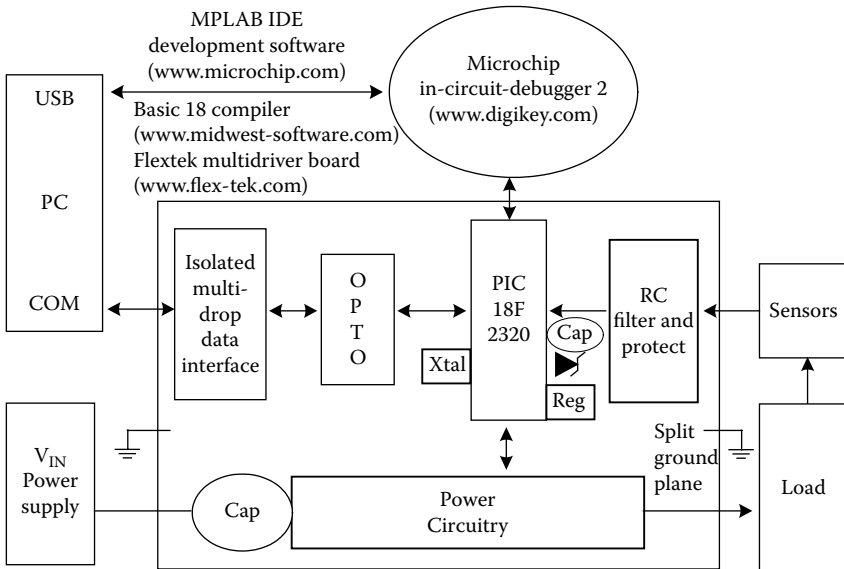 MPLAB IDE
development software
(www.microchip.com)
USB
Basic 18 compiler
(www.midwest-software.com)
Flextek multidriver board
(www.flex-tek.com)
PC
COM
Microchip
in-circuit-debugger 2
(www.digikey.com)
Isolated
multi-
drop
data
interface
O
P
T
O
PIC
18F
2320
Xtal
Cap
Reg
RC
filter and
protect
Sensors
V_IN
Power
supply
Cap
Power
Circuitry
Split
ground
plane
Load